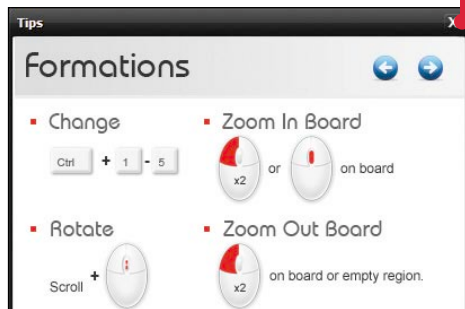 Tips X
Formations
Change
Ctrl + 1 - 5
Zoom In Board
x2 or on board
Rotate
Scroll +
Zoom Out Board
x2 on board or empty region.